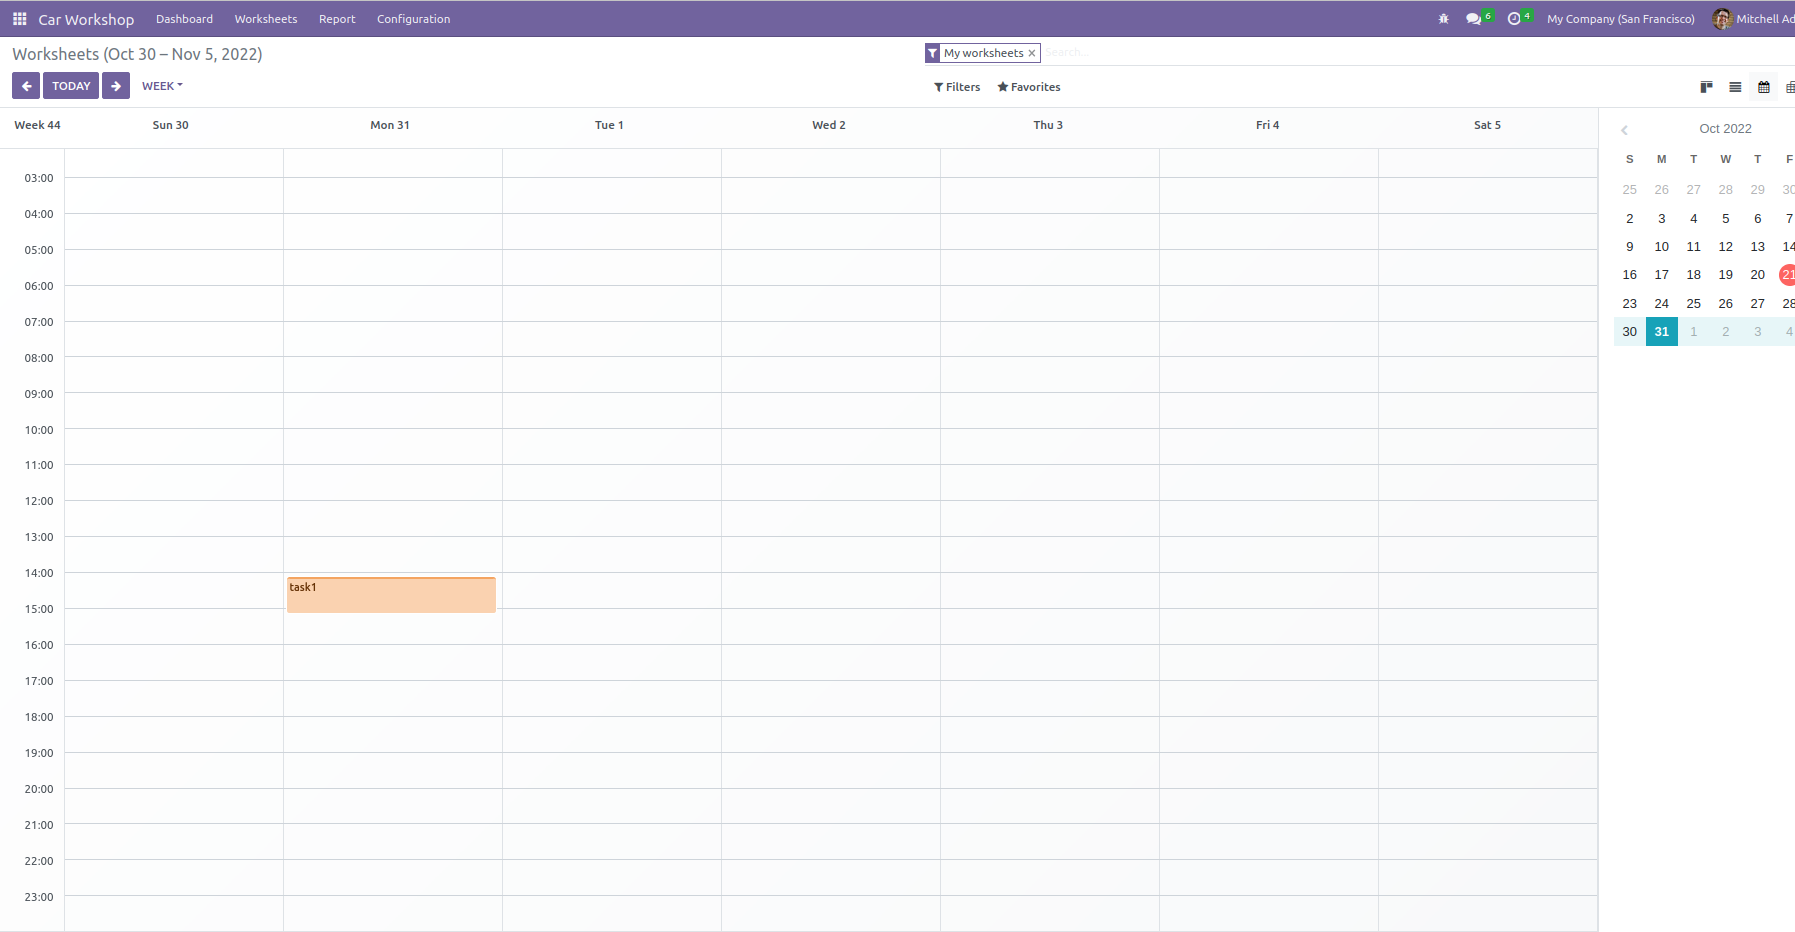 Car Workshop Dashboard Worksheets Report Configuration 6 4 My Company (San Francisco) Mitchell Ad
Worksheets (Oct 30 – Nov 5, 2022)
My worksheets × Search...
TODAY WEEK
Filters Favorites
Week 44 Sun 30 Mon 31 Tue 1 Wed 2 Thu 3 Fri 4 Sat 5
03:00
04:00
05:00
06:00
07:00
08:00
09:00
10:00
11:00
12:00
13:00
14:00
task1
15:00
16:00
17:00
18:00
19:00
20:00
21:00
22:00
23:00
Oct 2022
S M T W T F
25 26 27 28 29 30
2 3 4 5 6 7
9 10 11 12 13 14
16 17 18 19 20 21
23 24 25 26 27 28
30 31 1 2 3 4